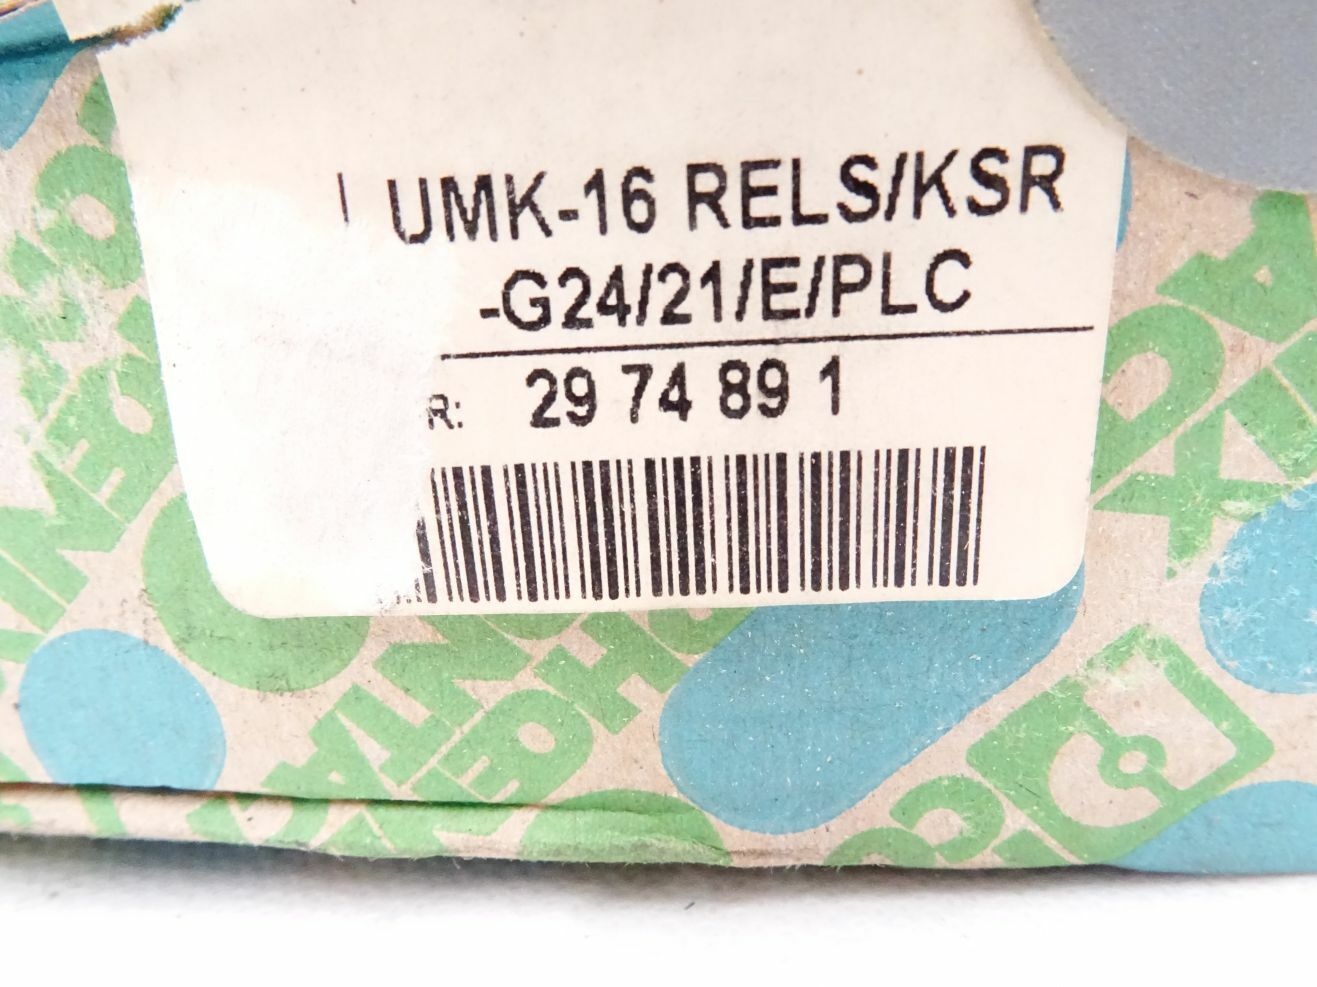 UMK-16 RELS/KSR
-G24/21/E/PLC
R: 29 74 89 1